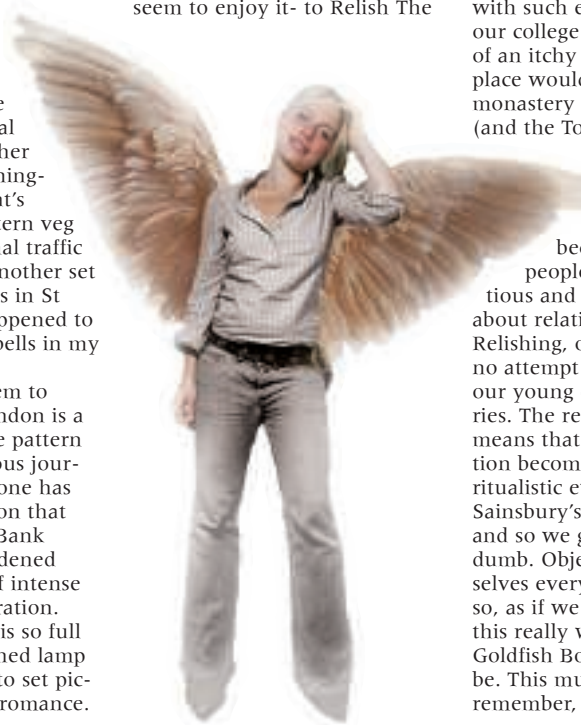 seem to enjoy it- to Relish The
e
al
her
ning-
nt's
tern veg
nal traffic
nother set
s in St
ppened to
bells in my
em to
ndon is a
e pattern
ous jour-
one has
on that
Bank
dened
f intense
ration.
is so full
ned lamp
to set pic-
romance.
with such e
our college
of an itchy
place would
monastery
(and the To
bec
people
tious and
about relati
Relishing, o
no attempt
our young
ries. The re
means that
tion becom
ritualistic e
Sainsbury's
and so we g
dumb. Obje
selves every
so, as if we
this really w
Goldfish Bo
be. This mu
remember,